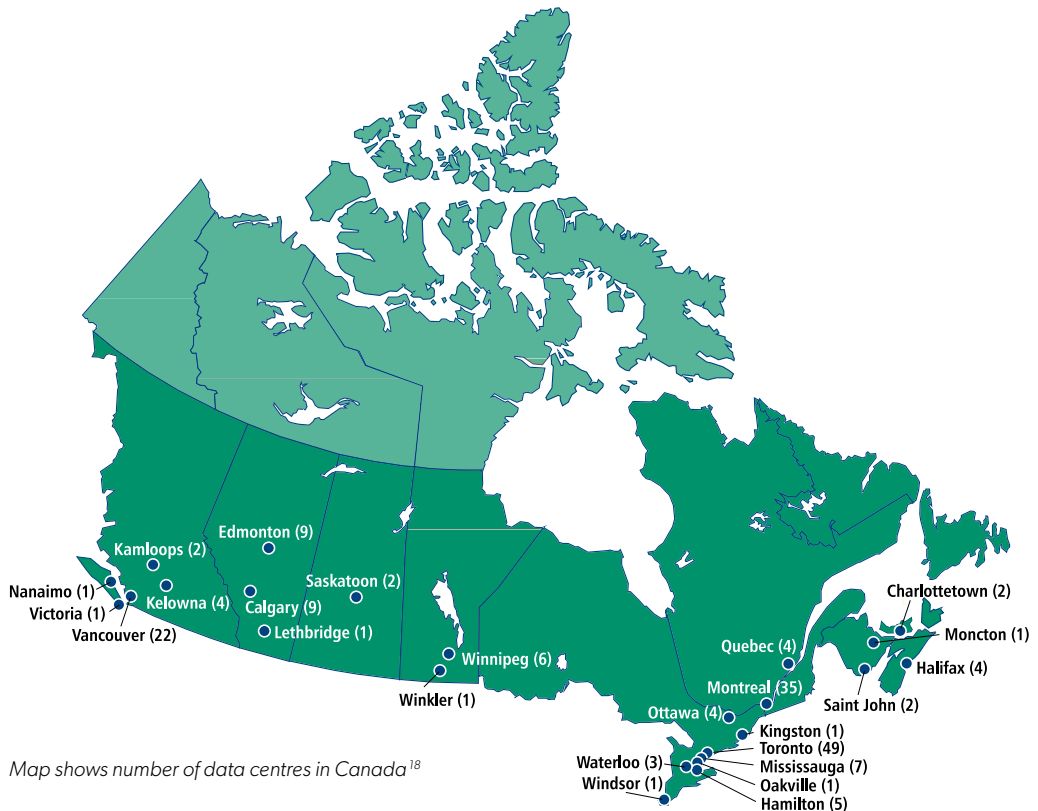 Edmonton (9)
Kamloops (2)
Saskatoon (2)
Nanaimo (1)
Victoria (1)
Kelowna (4)
Calgary (9)
Vancouver (22)
Lethbridge (1)
Winnipeg (6)
Winkler (1)
Charlottetown (2)
Moncton (1)
Quebec (4)
Halifax (4)
Montreal (35)
Saint John (2)
Ottawa (4)
Kingston (1)
Toronto (49)
Waterloo (3)
Mississauga (7)
Windsor (1)
Oakville (1)
Hamilton (5)
Map shows number of data centres in Canada¹⁸